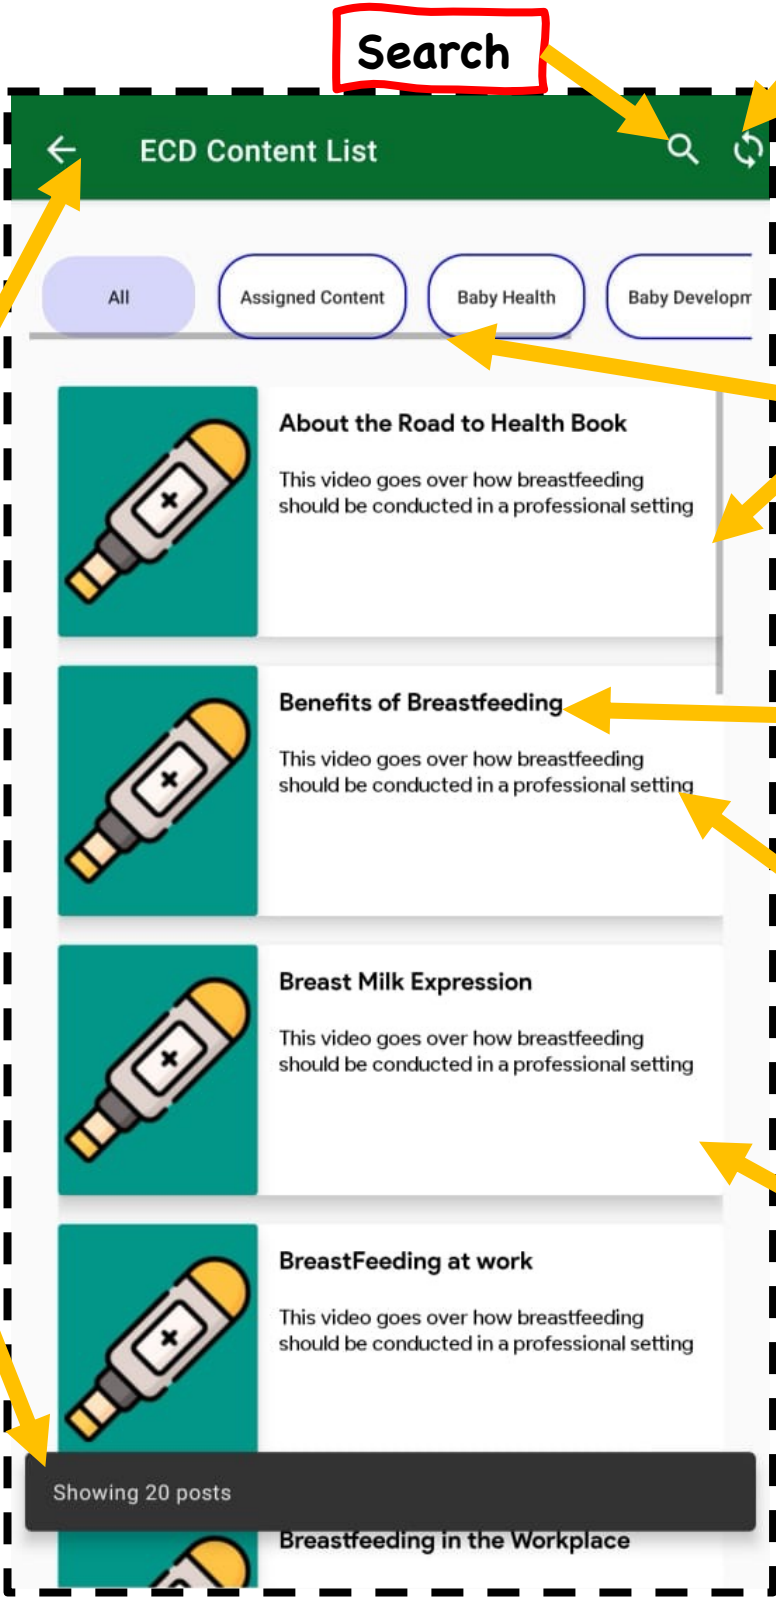 Search
ECD Content List
All
Assigned Content
Baby Health
Baby Developm
About the Road to Health Book
This video goes over how breastfeeding
should be conducted in a professional setting
Benefits of Breastfeeding
This video goes over how breastfeeding
should be conducted in a professional setting
Breast Milk Expression
This video goes over how breastfeeding
should be conducted in a professional setting
BreastFeeding at work
This video goes over how breastfeeding
should be conducted in a professional setting
Showing 20 posts
Breastfeeding in the Workplace